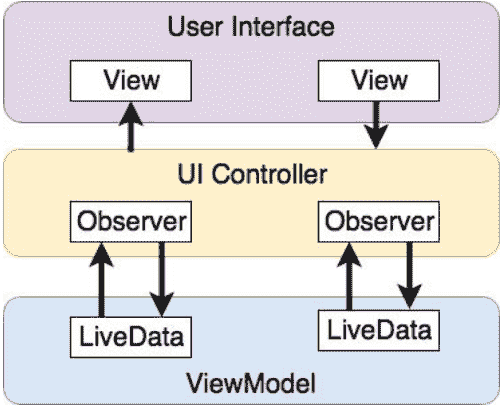 User Interface
View
View
UI Controller
Observer
Observer
LiveData
LiveData
ViewModel